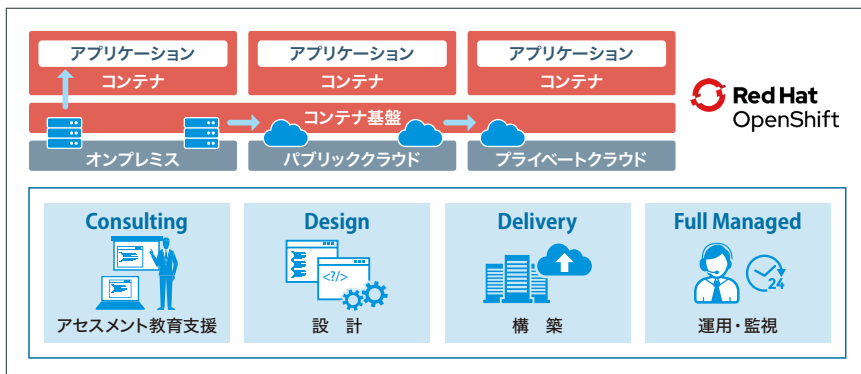 アプリケーション
コンテナ
アプリケーション
コンテナ
アプリケーション
コンテナ
コンテナ基盤
オンプレミス
パブリッククラウド
プライベートクラウド
Red Hat
OpenShift
Consulting
アセスメント教育支援
Design
<?/>
設 計
Delivery
構 築
Full Managed
24
運用・監視